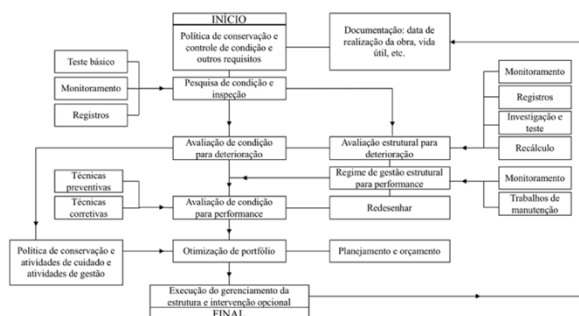 INÍCIO
Política de conservação e
controle de condição e
outros requisitos
Documentação: data de
realização da obra, vida
útil, etc.
Teste básico
Monitoramento
Registros
Pesquisa de condição e
inspeção
Monitoramento
Registros
Investigação e
teste
Recálculo
Avaliação de condição
para deterioração
Avaliação estrutural para
deterioração
Regime de gestão estrutural
para performance
Monitoramento
Trabalhos de
manutenção
Técnicas
preventivas
Técnicas
corretivas
Avaliação de condição
para performance
Redesenhar
Política de conservação e
atividades de cuidado e
atividades de gestão
Otimização de portfólio
Planejamento e orçamento
Execução do gerenciamento da
estrutura e intervenção opcional
FINAL